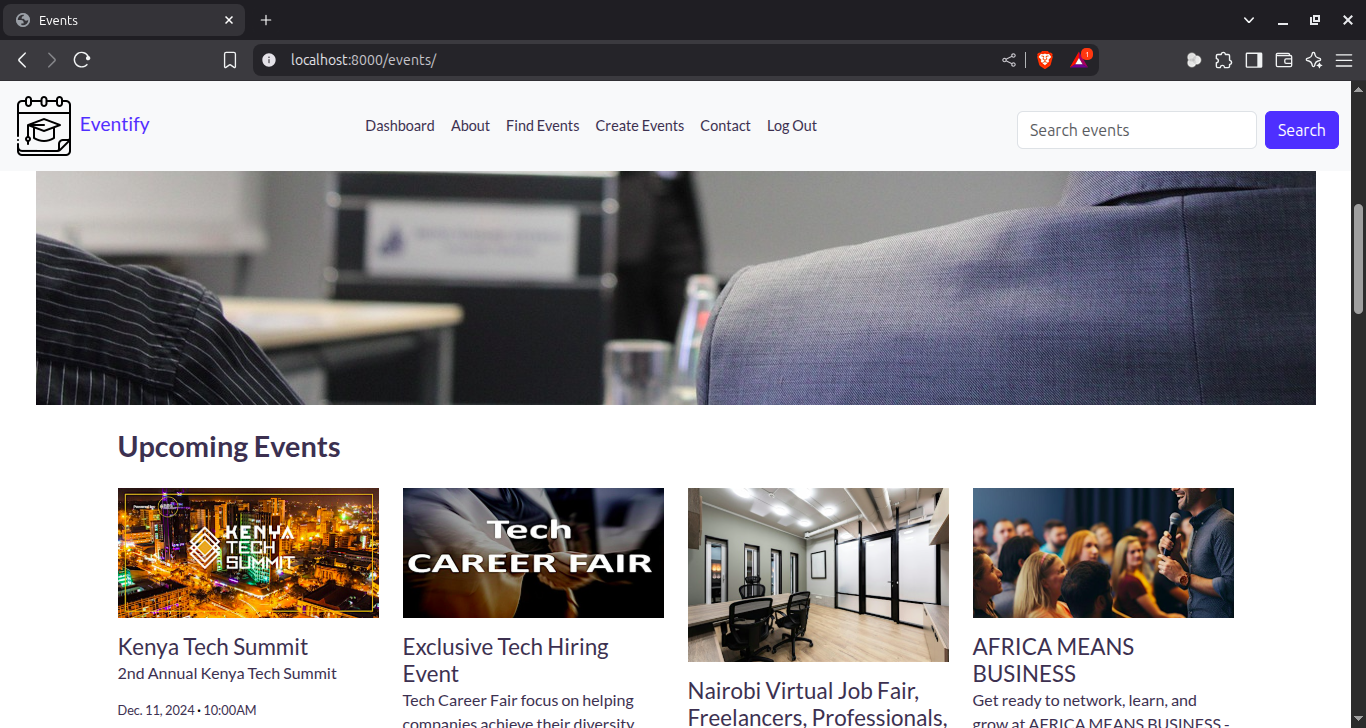 Events
localhost:8000/events/
1
Eventify
Dashboard
About
Find Events
Create Events
Contact
Log Out
Search events
Search
Upcoming Events
KENYA
TECH
SUMMIT
Kenya Tech Summit
2nd Annual Kenya Tech Summit
Dec. 11, 2024 • 10:00AM
Tech
CAREER FAIR
Exclusive Tech Hiring
Event
Tech Career Fair focus on helping
companies achieve their diversity
Nairobi Virtual Job Fair,
Freelancers, Professionals,
AFRICA MEANS
BUSINESS
Get ready to network, learn, and
grow at AFRICA MEANS BUSINESS -